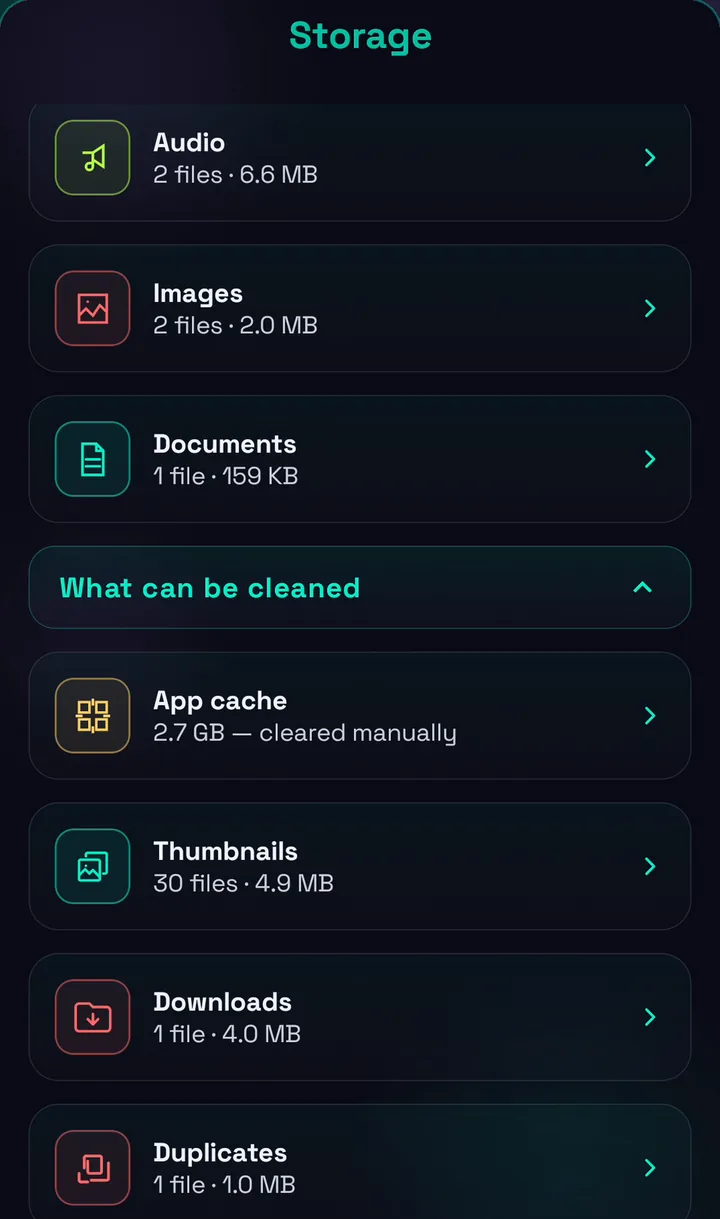 Storage
Audio
2 files · 6.6 MB
Images
2 files · 2.0 MB
Documents
1 file · 159 KB
What can be cleaned
App cache
2.7 GB — cleared manually
Thumbnails
30 files · 4.9 MB
Downloads
1 file · 4.0 MB
Duplicates
1 file · 1.0 MB